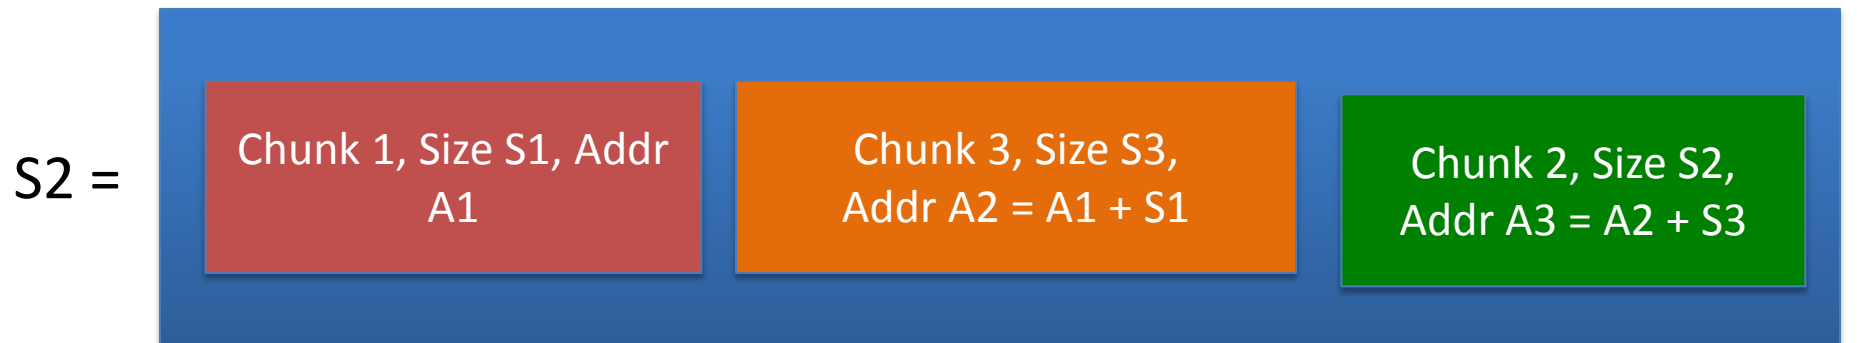 S2 =
Chunk 1, Size S1, Addr
A1
Chunk 3, Size S3,
Addr A2 = A1 + S1
Chunk 2, Size S2,
Addr A3 = A2 + S3